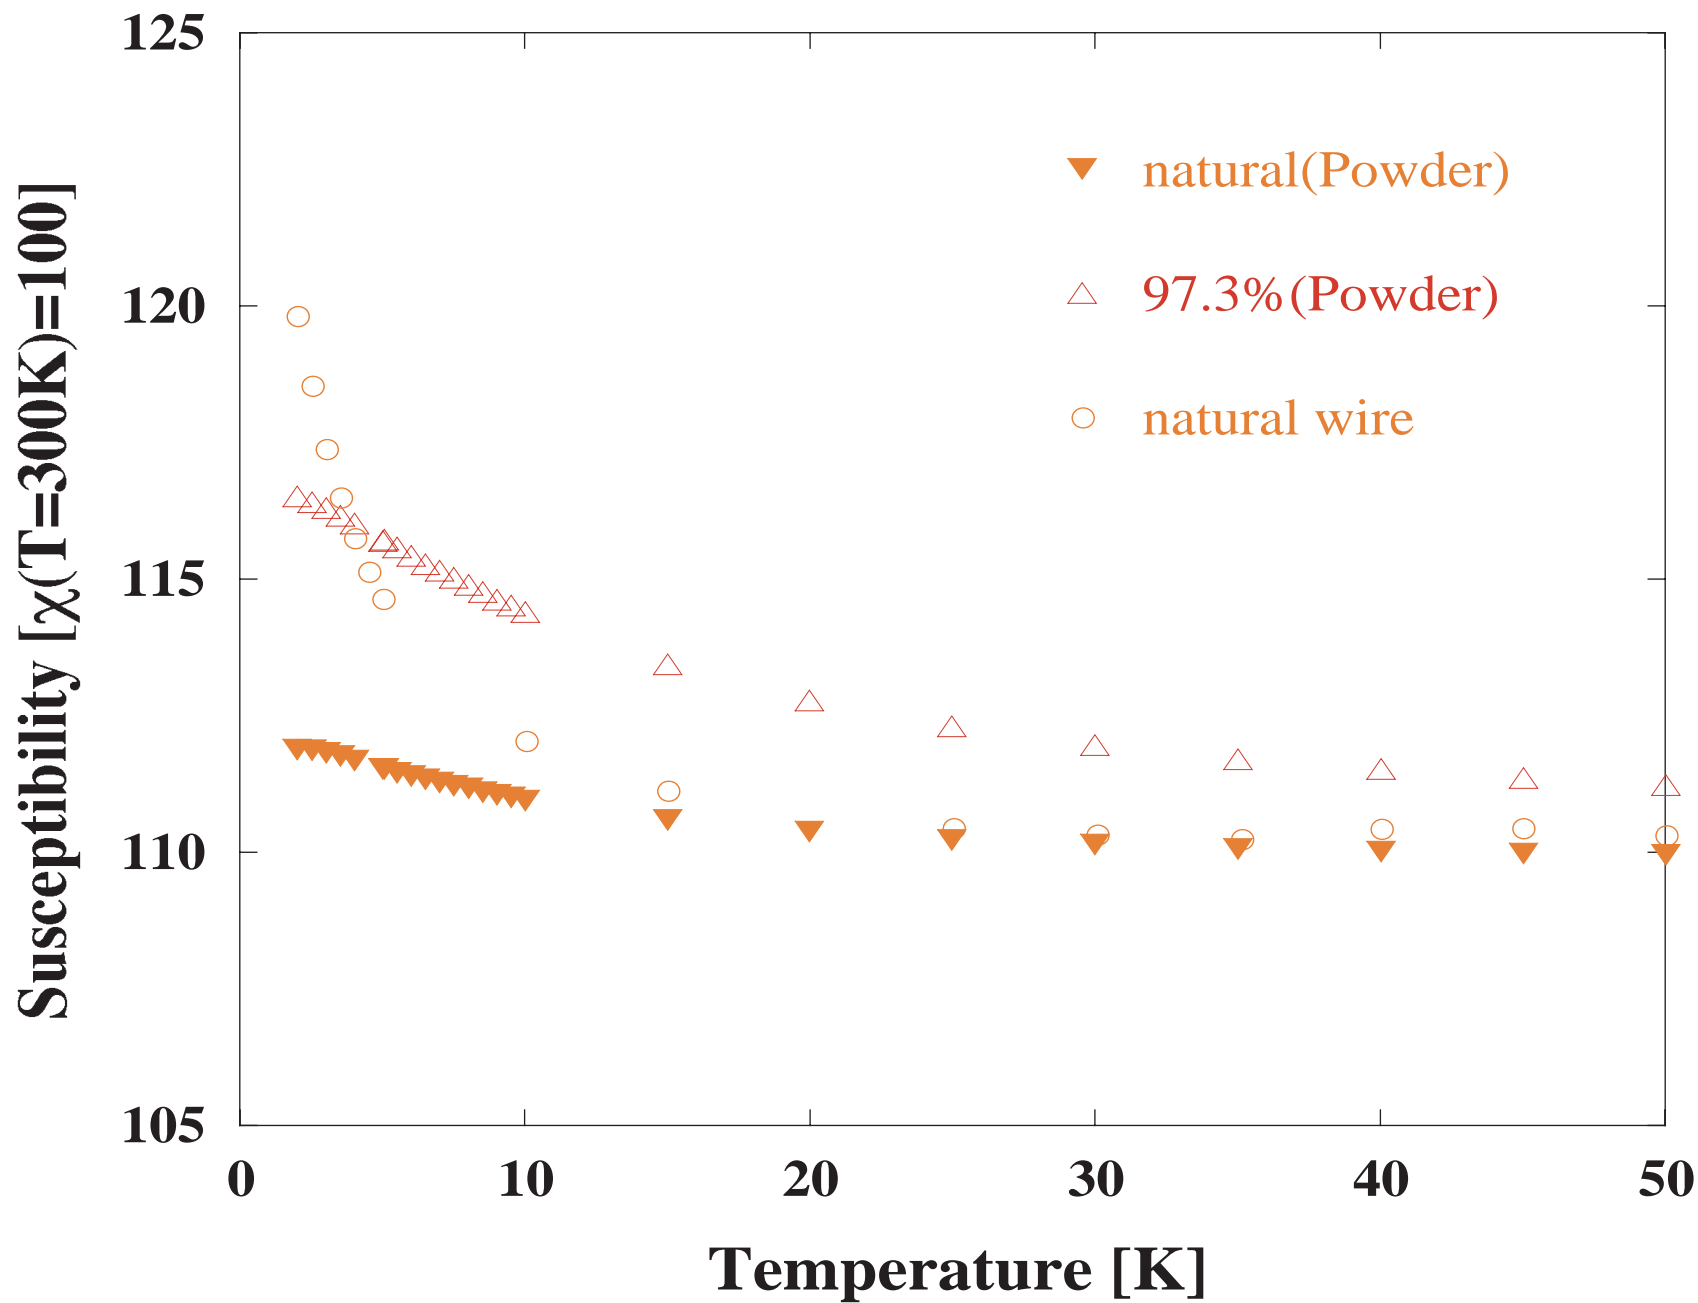 125
120
115
110
105
0 10 20 30 40 50
Temperature [K]
Susceptibility [χ(T=300K)=100]
natural(Powder)
97.3%(Powder)
natural wire